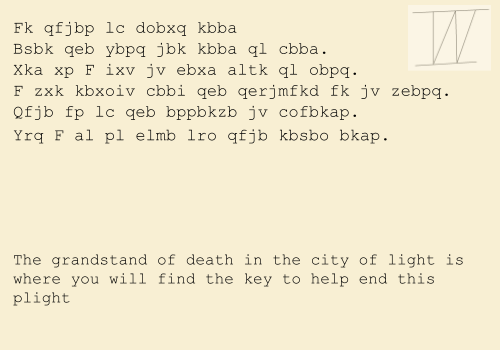 Fk qfjbp lc dobxq kbba
Bsbk qeb ybpq jbk kbba ql cbba.
Xka xp F ixv jv ebxa altk ql obpq.
F zxk kbxoiv cbbi qeb qerjmfkd fk jv zebpq.
Qfjb fp lc qeb bppbkzb jv cofbkap.
Yrq F al pl elmb lro qfjb kbsbo bkap.
The grandstand of death in the city of light is
where you will find the key to help end this
plight